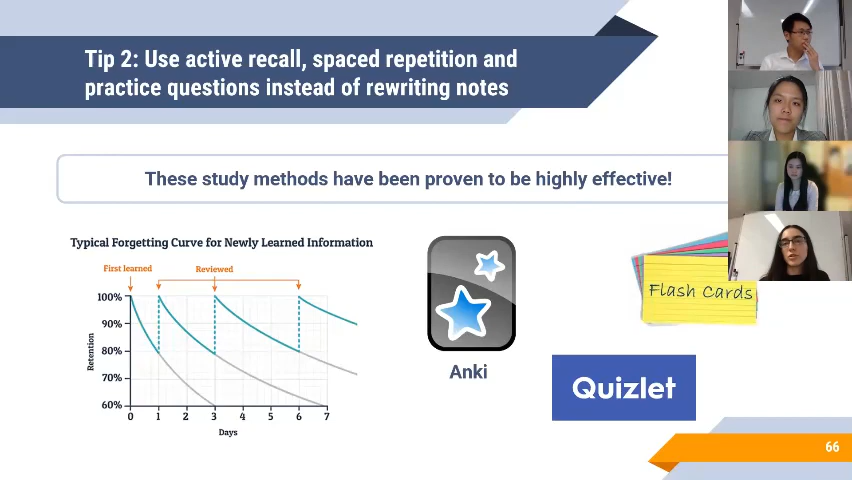 Tip 2: Use active recall, spaced repetition and
practice questions instead of rewriting notes
These study methods have been proven to be highly effective!
Typical Forgetting Curve for Newly Learned Information
First learned
Reviewed
100%
90%
80%
70%
60%
Retention
0 1 2 3 4 5 6 7
Days
Anki
Flash Cards
Quizlet
66